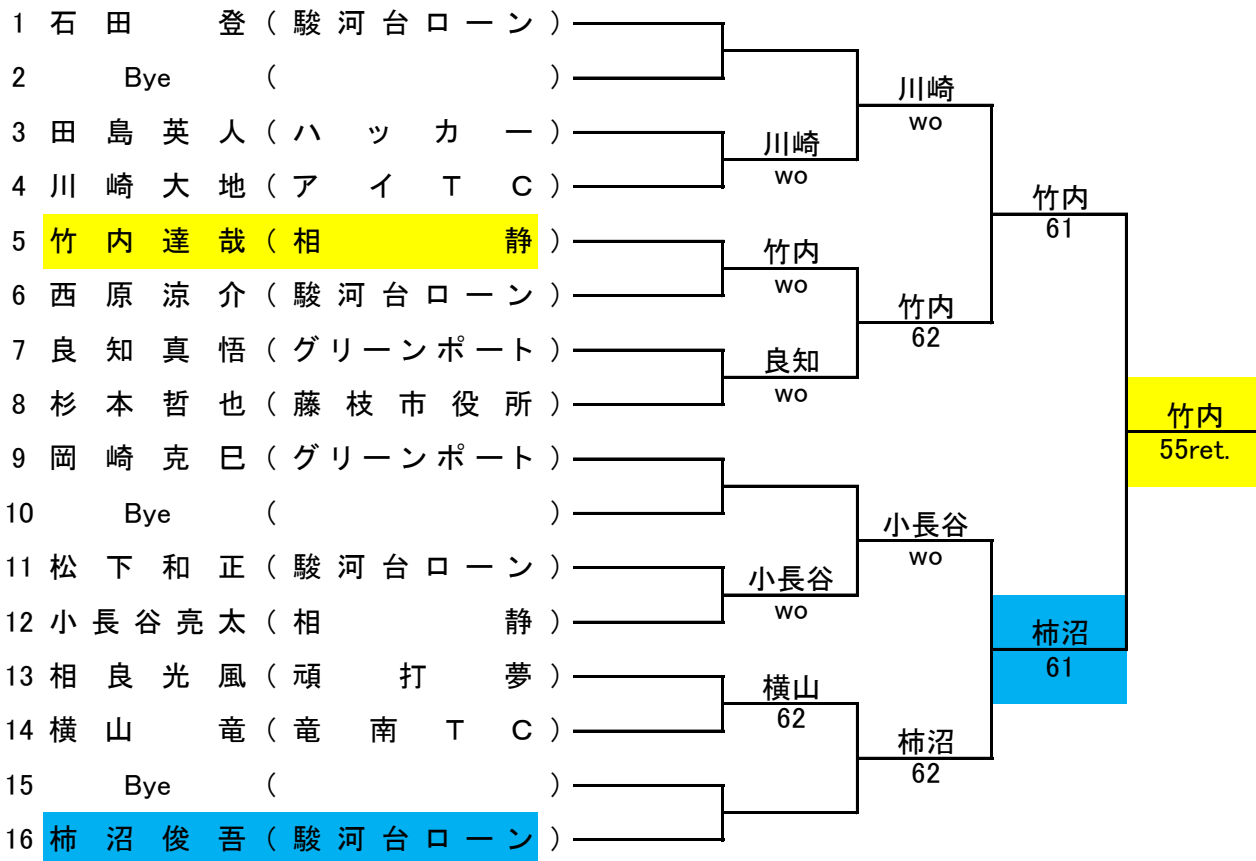 1 石田 登 (駿河台ローン)
2 Bye ( )
3 田島英人 (ハッカー)
4 川崎大地 (アイTC)
5 竹内達哉 (相静)
6 西原涼介 (駿河台ローン)
7 良知真悟 (グリーンポート)
8 杉本哲也 (藤枝市役所)
9 岡崎克巳 (グリーンポート)
10 Bye ( )
11 松下和正 (駿河台ローン)
12 小長谷亮太 (相静)
13 相良光風 (頑打夢)
14 横山 竜 (竜南TC)
15 Bye ( )
16 柿沼俊吾 (駿河台ローン)
川崎
wo
竹内
wo
良知
wo
小長谷
wo
横山
62
川崎
wo
竹内
62
小長谷
wo
柿沼
62
竹内
61
柿沼
61
竹内
55ret.